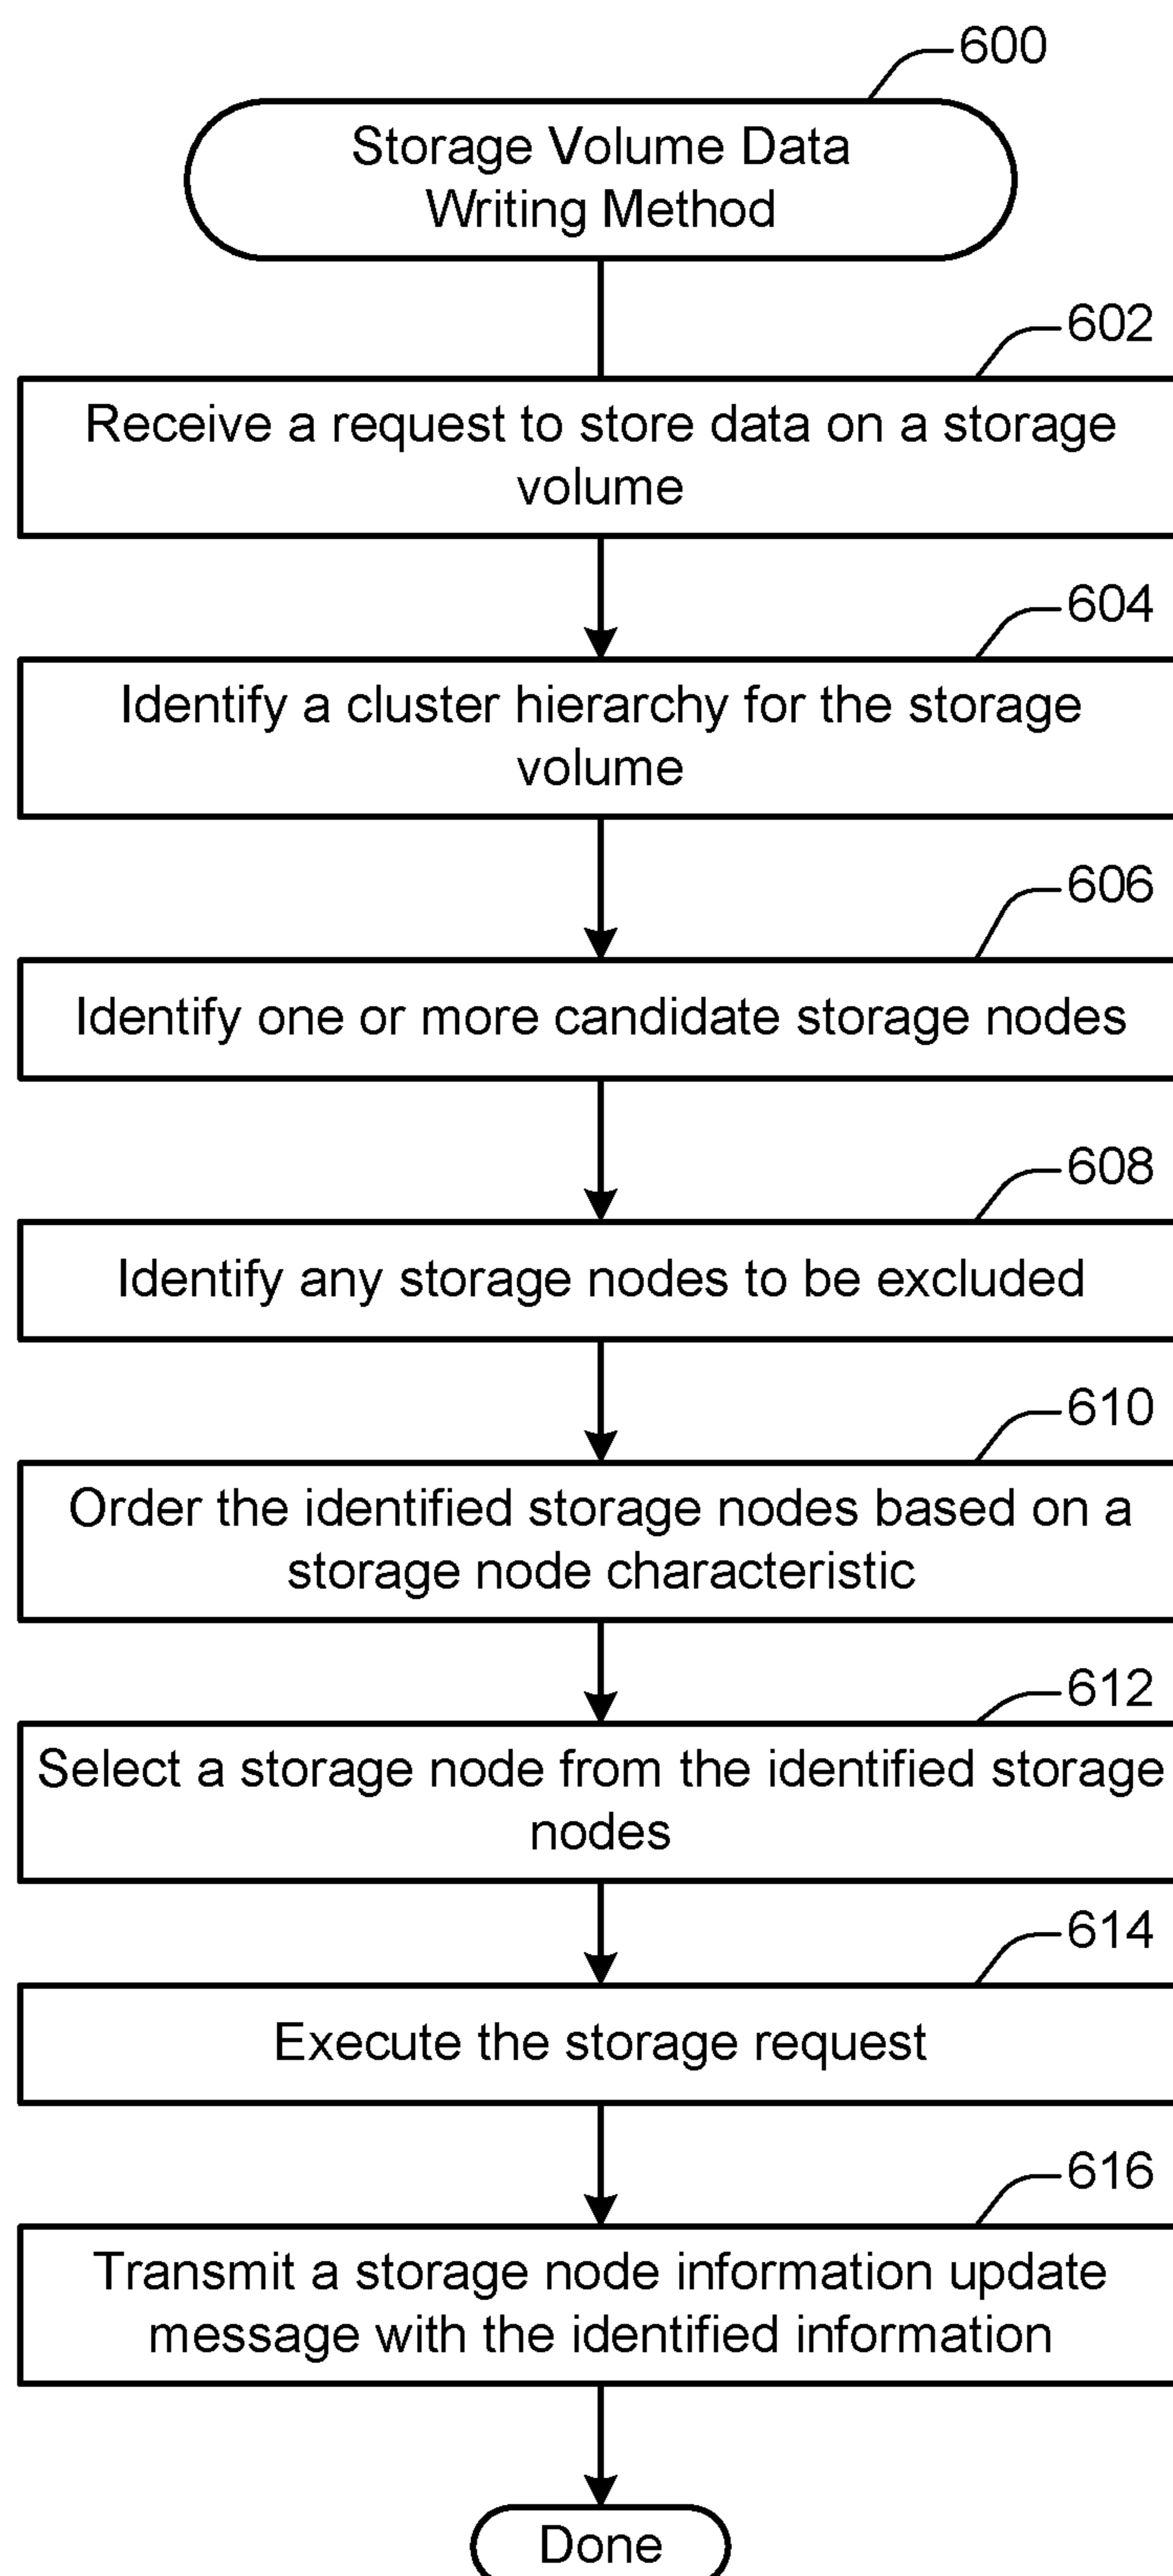 600
Storage Volume Data
Writing Method
602
Receive a request to store data on a storage
volume
604
Identify a cluster hierarchy for the storage
volume
606
Identify one or more candidate storage nodes
608
Identify any storage nodes to be excluded
610
Order the identified storage nodes based on a
storage node characteristic
612
Select a storage node from the identified storage
nodes
614
Execute the storage request
616
Transmit a storage node information update
message with the identified information
Done